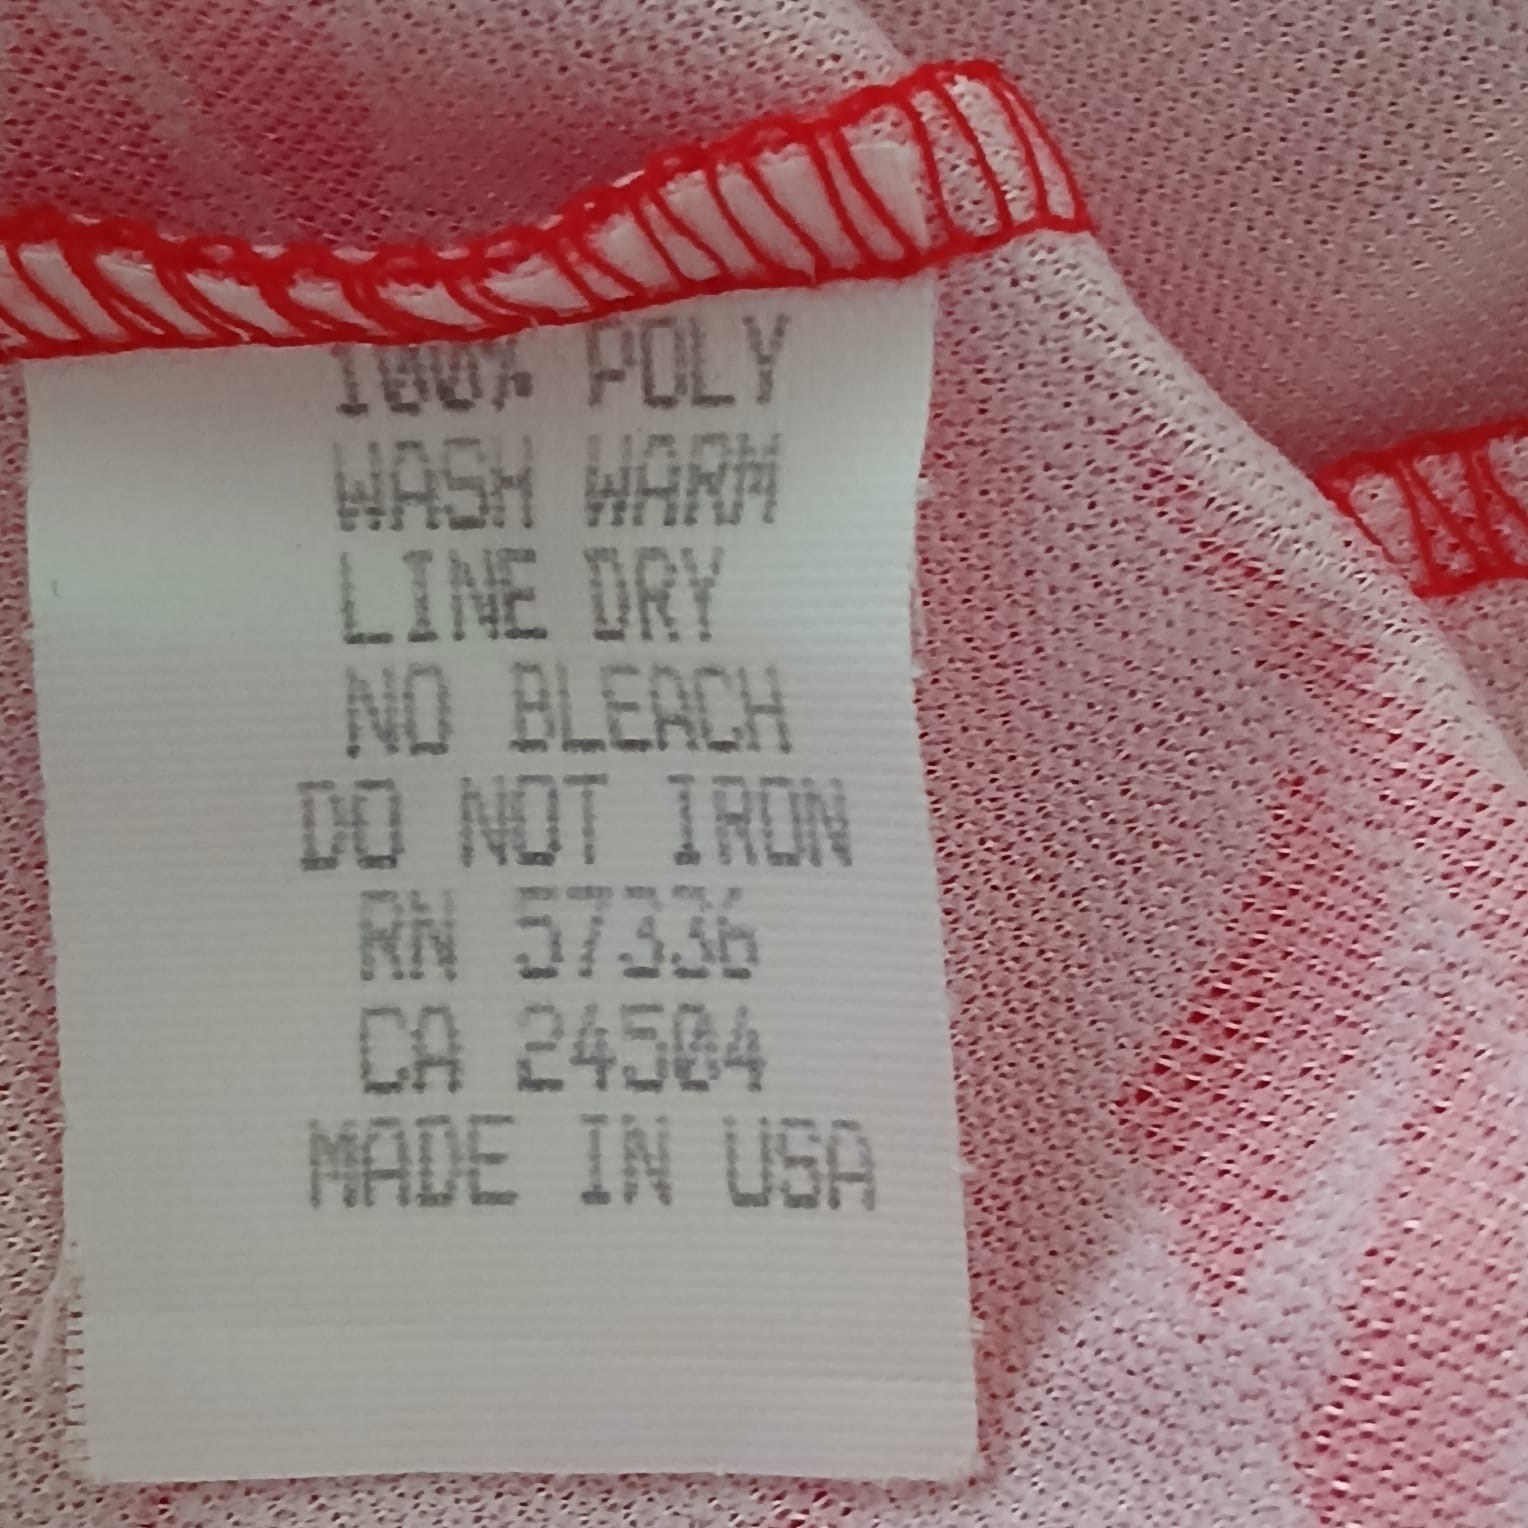 100% POLY
WASH WARM
LINE DRY
NO BLEACH
DO NOT IRON
RN 57336
CA 24504
MADE IN USA